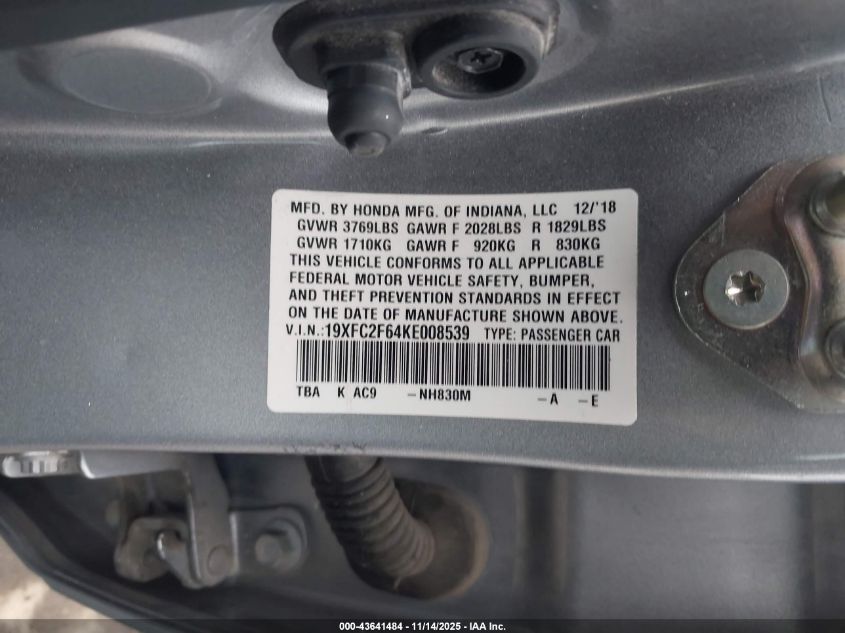 MFD. BY HONDA MFG. OF INDIANA, LLC 12/'18
GVWR 3769LBS GAWR F 2028LBS R 1829LBS
GVWR 1710KG GAWR F 920KG R 830KG
THIS VEHICLE CONFORMS TO ALL APPLICABLE
FEDERAL MOTOR VEHICLE SAFETY, BUMPER,
AND THEFT PREVENTION STANDARDS IN EFFECT
ON THE DATE OF MANUFACTURE SHOWN ABOVE.
V.I.N.:19XFC2F64KE008539 TYPE: PASSENGER CAR
TBA K AC9 -NH830M -A -E
000-43641484 | 11/14/2025 - IAA Inc.